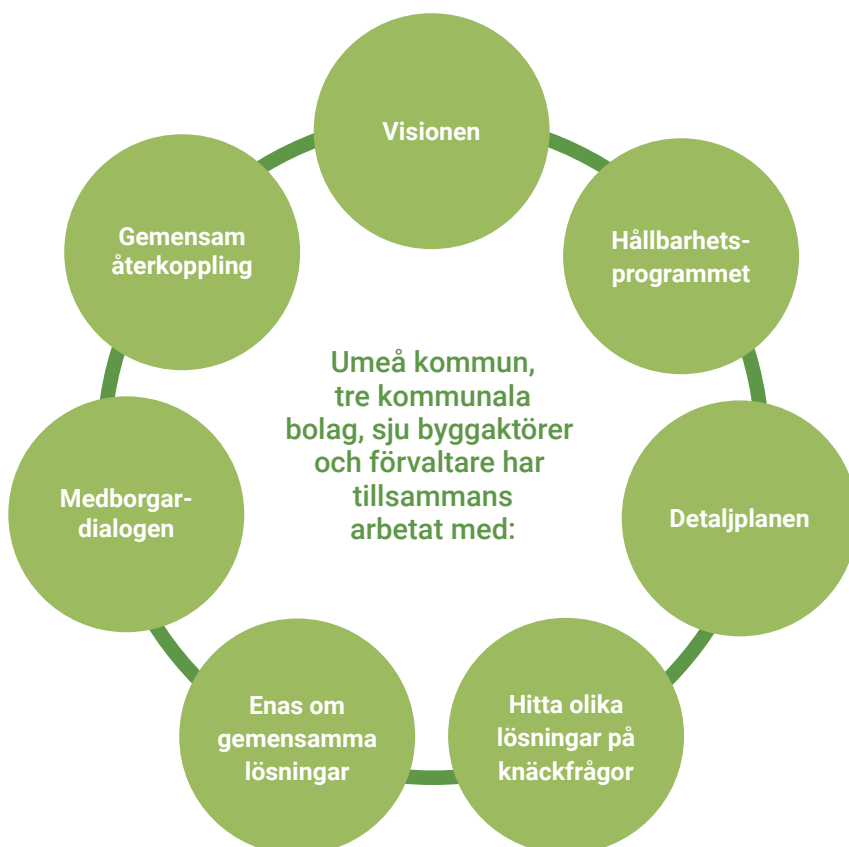 Visionen
Hållbarhets-
programmet
Detaljplanen
Hitta olika
lösningar på
knäckfrågor
Enas om
gemensamma
lösningar
Medborgar-
dialogen
Gemensam
återkoppling
Umeå kommun,
tre kommunala
bolag, sju byggaktörer
och förvaltare har
tillsammans
arbetat med: